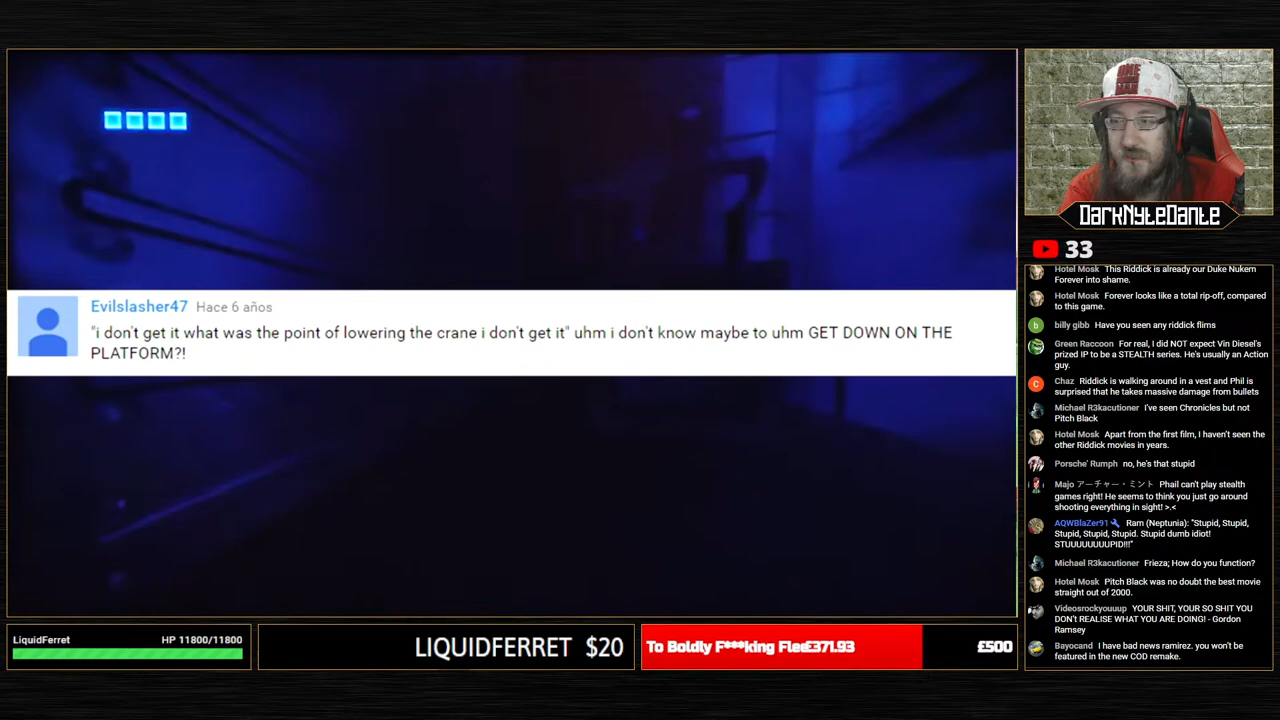 Evilslasher47 Hace 6 años
"i don't get it what was the point of lowering the crane i don't get it" uhm i don't know maybe to uhm GET DOWN ON THE
PLATFORM?!
DarkNyteDante
33
Hotel Mosk This Riddick is already our Duke Nukem
Forever into shame.
Hotel Mosk Forever looks like a total rip-off, compared
to this game.
b
billy gibb Have you seen any riddick flims
Green Raccoon For real, I did NOT expect Vin Diesel's
prized IP to be a STEALTH series. He's usually an Action
guy.
C
Chaz Riddick is walking around in a vest and Phil is
surprised that he takes massive damage from bullets
Michael R3kacutioner I've seen Chronicles but not
Pitch Black
Hotel Mosk Apart from the first film, I haven't seen the
other Riddick movies in years.
Porsche' Rumph no, he's that stupid
Majo アーチャー・ミント Phail can't play stealth
games right! He seems to think you just go around
shooting everything in sight! >.<
AQWBlaZer91 Ram (Neptunia): "Stupid, Stupid,
Stupid, Stupid, Stupid. Stupid dumb idiot!
STUUUUUUUPID!!!"
Michael R3kacutioner Frieza; How do you function?
Hotel Mosk Pitch Black was no doubt the best movie
straight out of 2000.
Videosrockyouuup YOUR SHIT, YOUR SO SHIT YOU
DON'T REALISE WHAT YOU ARE DOING! - Gordon
Ramsey
Bayocand I have bad news ramirez. you won't be
featured in the new COD remake.
LiquidFerret HP 11800/11800
LIQUIDFERRET $20
To Boldly F***king Flee£371.93 £500